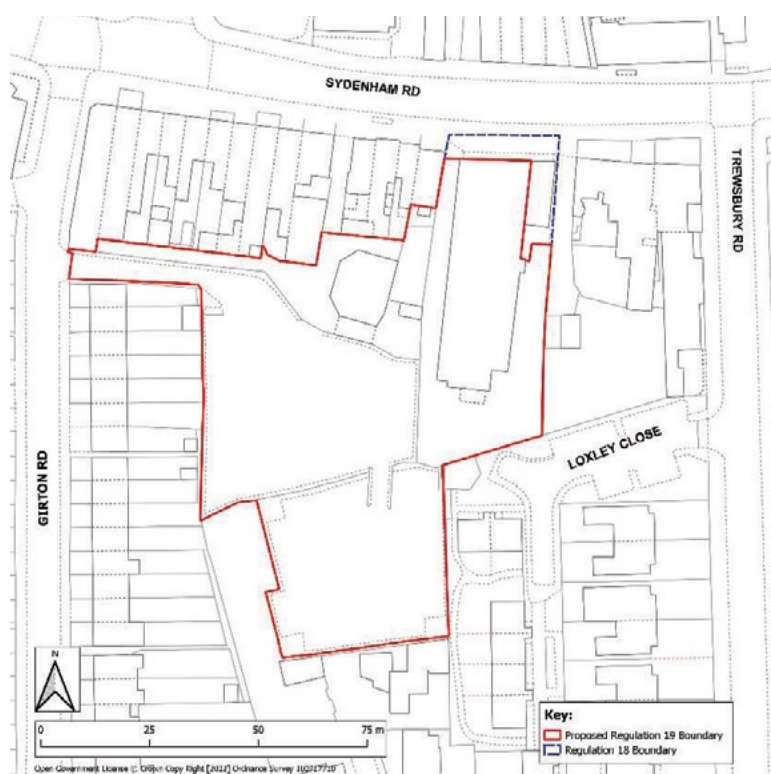 SYDENHAM RD
TREWSBURY RD
LOXLEY CLOSE
GIRTON RD
N
0 25 50 75 m
Key:
Proposed Regulation 19 Boundary
Regulation 18 Boundary
Open Government License © Crown Copy Right [2022] Ordnance Survey